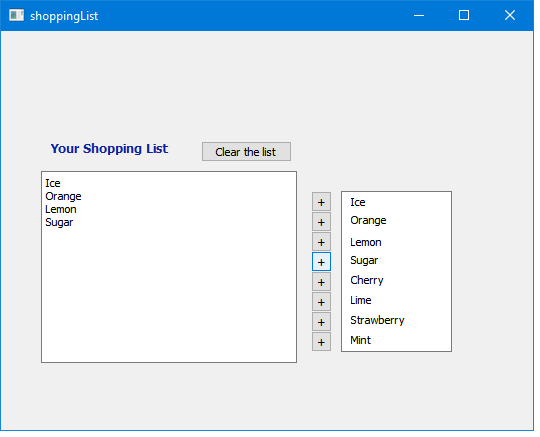 shoppingList
Your Shopping List
Clear the list
Ice
Orange
Lemon
Sugar
+ Ice
+ Orange
+ Lemon
+ Sugar
+ Cherry
+ Lime
+ Strawberry
+ Mint